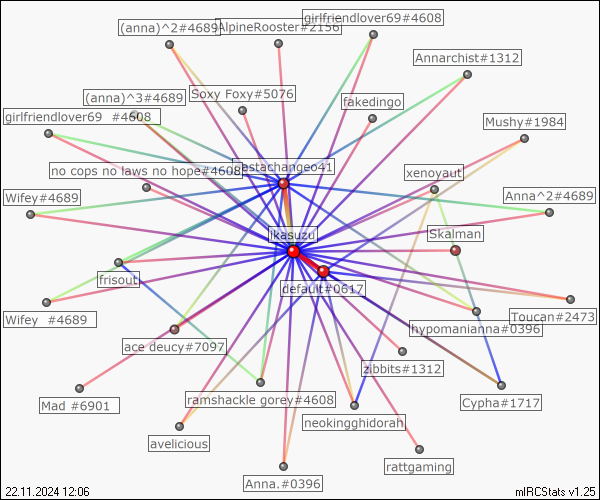 girlfriendlover69#4608
(anna)^2#4689
AlpineRooster#2156
Annarchist#1312
Soxy Foxy#5076
(anna)^3#4689
fakedingo
girlfriendlover69 #4608
Mushy#1984
no cops no laws no hope#4608
xenoyaut
Wifey#4689
Anna^2#4689
ikasuzu
Skalman
frisout
default#0617
Toucan#2473
Wifey #4689
hypomanianna#0396
ace deucy#7097
zibbits#1312
Mad #6901
ramshackle gorey#4608
Cypha#1717
neokingghidorah
avelicious
rattgaming
Anna.#0396
22.11.2024 12:06
mIRCStats v1.25